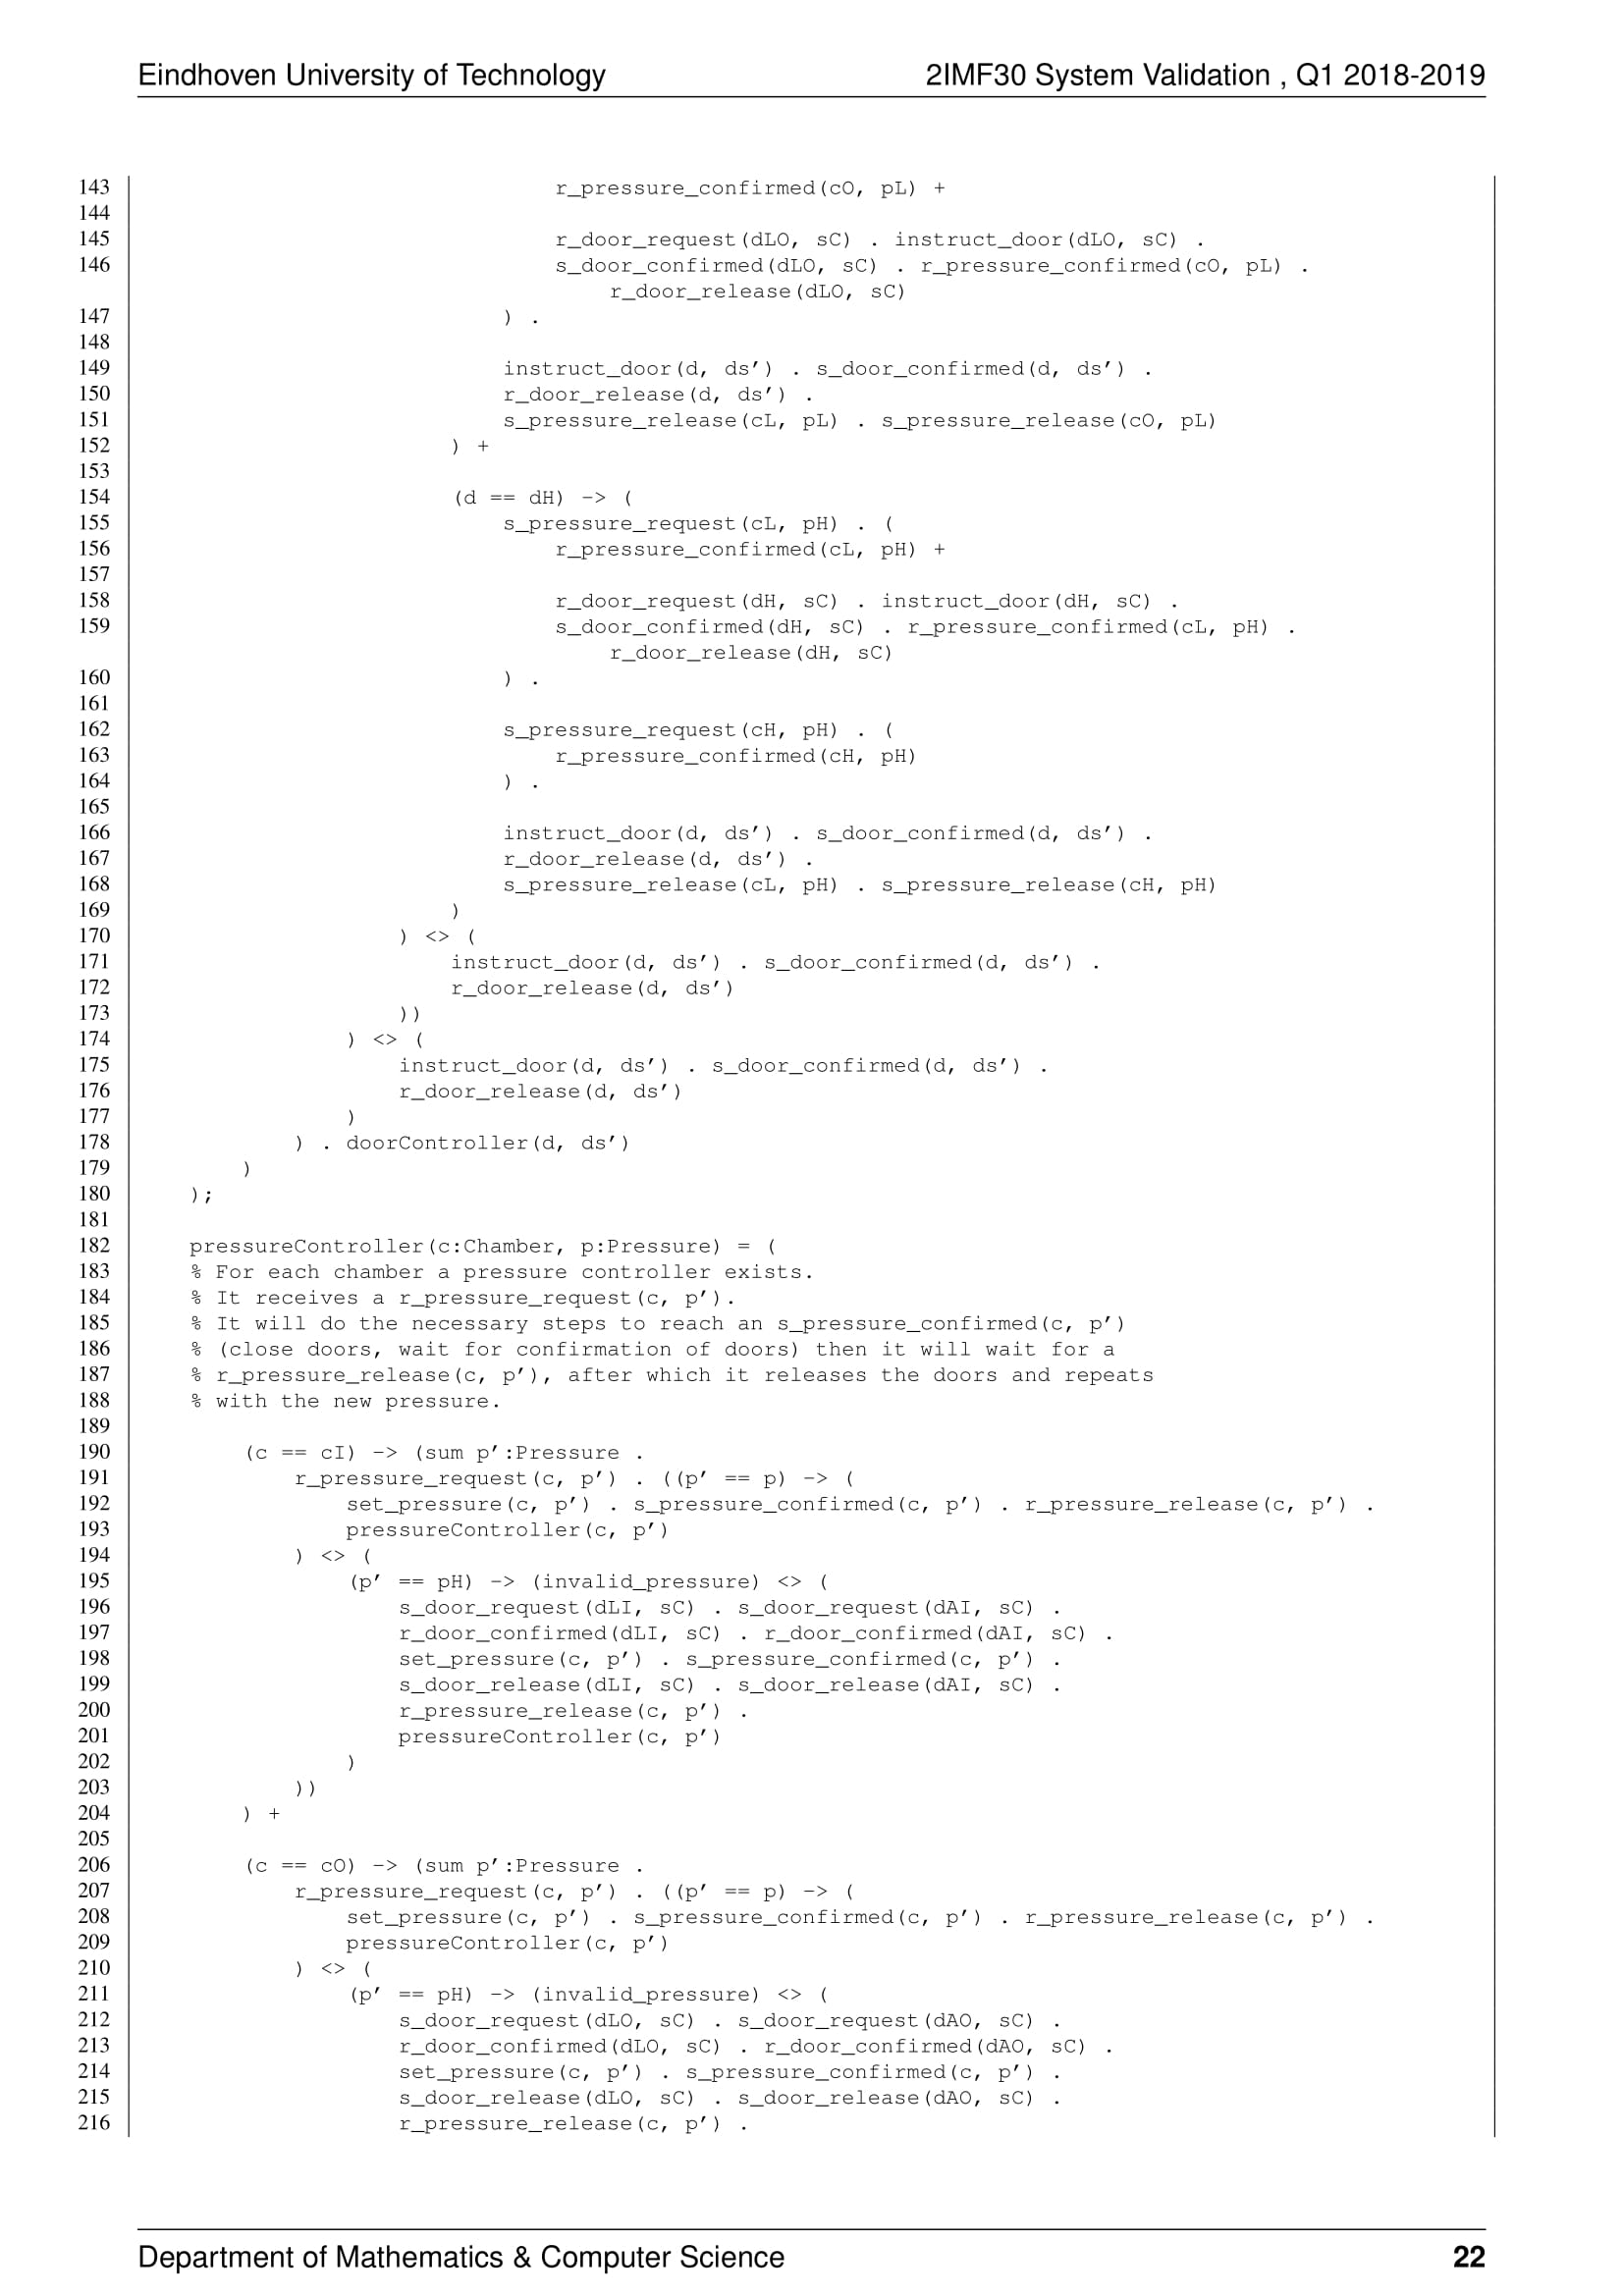 Eindhoven University of Technology 2IMF30 System Validation , Q1 2018-2019
143 r_pressure_confirmed(cO, pL) +
144
145 r_door_request(dLO, sC) . instruct_door(dLO, sC) .
146 s_door_confirmed(dLO, sC) . r_pressure_confirmed(cO, pL) .
r_door_release(dLO, sC)
147 ) .
148
149 instruct_door(d, ds') . s_door_confirmed(d, ds') .
150 r_door_release(d, ds') .
151 s_pressure_release(cL, pL) . s_pressure_release(cO, pL)
152 ) +
153
154 (d == dH) -> (
155 s_pressure_request(cL, pH) . (
156 r_pressure_confirmed(cL, pH) +
157
158 r_door_request(dH, sC) . instruct_door(dH, sC) .
159 s_door_confirmed(dH, sC) . r_pressure_confirmed(cL, pH) .
r_door_release(dH, sC)
160 ) .
161
162 s_pressure_request(cH, pH) . (
163 r_pressure_confirmed(cH, pH)
164 ) .
165
166 instruct_door(d, ds') . s_door_confirmed(d, ds') .
167 r_door_release(d, ds') .
168 s_pressure_release(cL, pH) . s_pressure_release(cH, pH)
169 )
170 ) <> (
171 instruct_door(d, ds') . s_door_confirmed(d, ds') .
172 r_door_release(d, ds')
173 ))
174 ) <> (
175 instruct_door(d, ds') . s_door_confirmed(d, ds') .
176 r_door_release(d, ds')
177 )
178 ) . doorController(d, ds')
179 )
180 );
181
182 pressureController(c:Chamber, p:Pressure) = (
183 % For each chamber a pressure controller exists.
184 % It receives a r_pressure_request(c, p').
185 % It will do the necessary steps to reach an s_pressure_confirmed(c, p')
186 % (close doors, wait for confirmation of doors) then it will wait for a
187 % r_pressure_release(c, p'), after which it releases the doors and repeats
188 % with the new pressure.
189
190 (c == cI) -> (sum p':Pressure .
191 r_pressure_request(c, p') . ((p' == p) -> (
192 set_pressure(c, p') . s_pressure_confirmed(c, p') . r_pressure_release(c, p') .
193 pressureController(c, p')
194 ) <> (
195 (p' == pH) -> (invalid_pressure) <> (
196 s_door_request(dLI, sC) . s_door_request(dAI, sC) .
197 r_door_confirmed(dLI, sC) . r_door_confirmed(dAI, sC) .
198 set_pressure(c, p') . s_pressure_confirmed(c, p') .
199 s_door_release(dLI, sC) . s_door_release(dAI, sC) .
200 r_pressure_release(c, p') .
201 pressureController(c, p')
202 )
203 ))
204 ) +
205
206 (c == cO) -> (sum p':Pressure .
207 r_pressure_request(c, p') . ((p' == p) -> (
208 set_pressure(c, p') . s_pressure_confirmed(c, p') . r_pressure_release(c, p') .
209 pressureController(c, p')
210 ) <> (
211 (p' == pH) -> (invalid_pressure) <> (
212 s_door_request(dLO, sC) . s_door_request(dAO, sC) .
213 r_door_confirmed(dLO, sC) . r_door_confirmed(dAO, sC) .
214 set_pressure(c, p') . s_pressure_confirmed(c, p') .
215 s_door_release(dLO, sC) . s_door_release(dAO, sC) .
216 r_pressure_release(c, p') .
Department of Mathematics & Computer Science 22